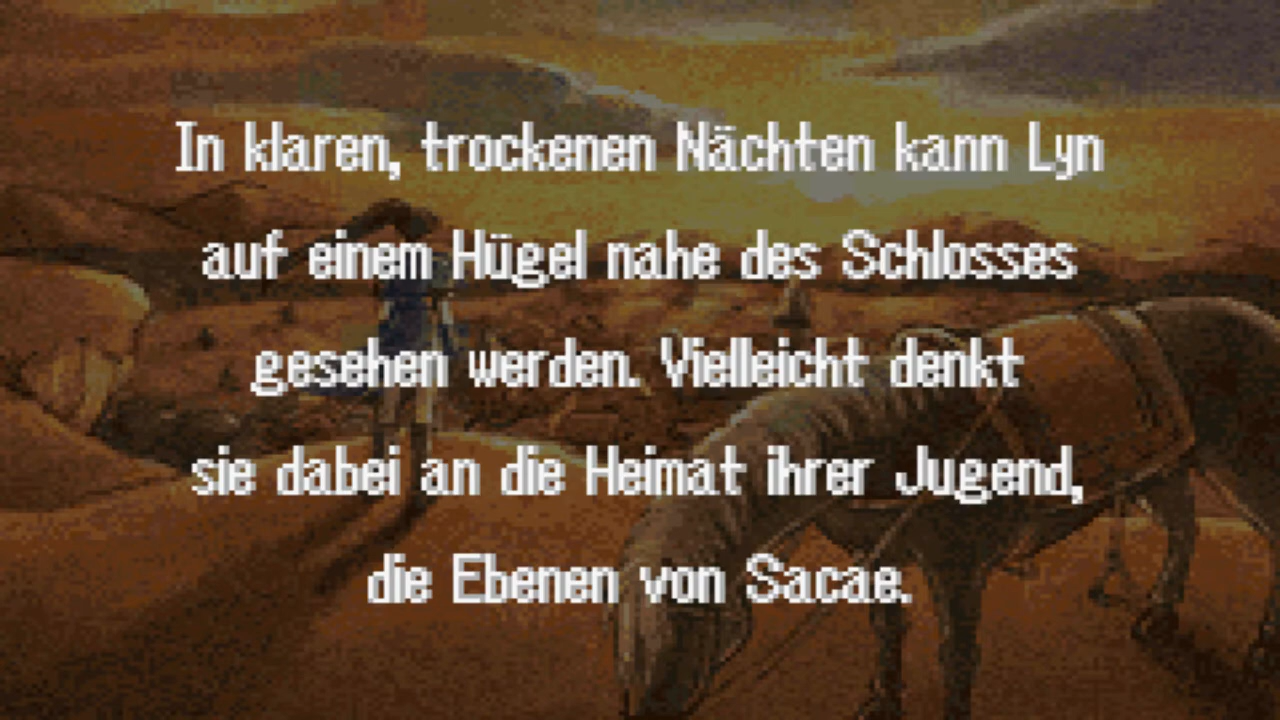 In klaren, trockenen Nächten kann Lyn
auf einem Hügel nahe des Schlosses
gesehen werden. Vielleicht denkt
sie dabei an die Heimat ihrer Jugend,
die Ebenen von Sacae.